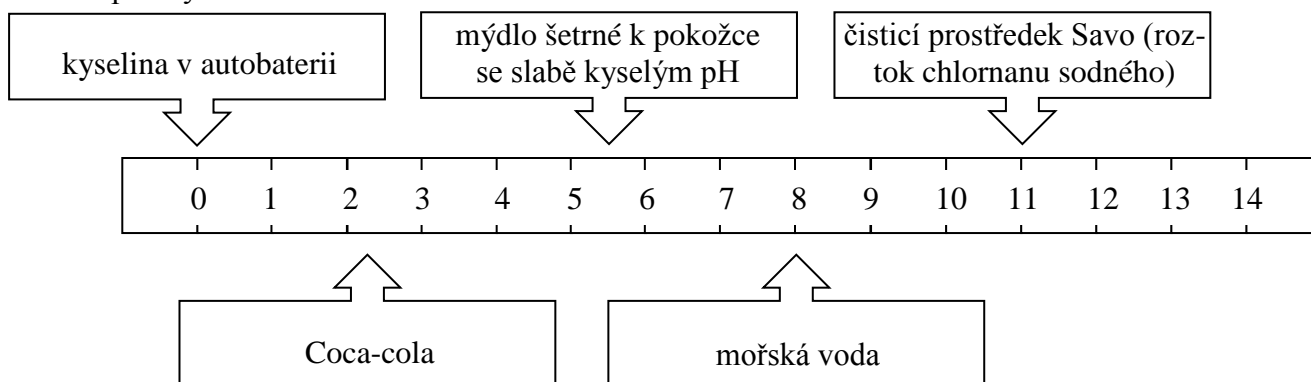 kyselina v autobaterii
mýdlo šetrné k pokožce
se slabě kyselým pH
čisticí prostředek Savo (roz-
tok chlornanu sodného)
0 1 2 3 4 5 6 7 8 9 10 11 12 13 14
Coca-cola
mořská voda